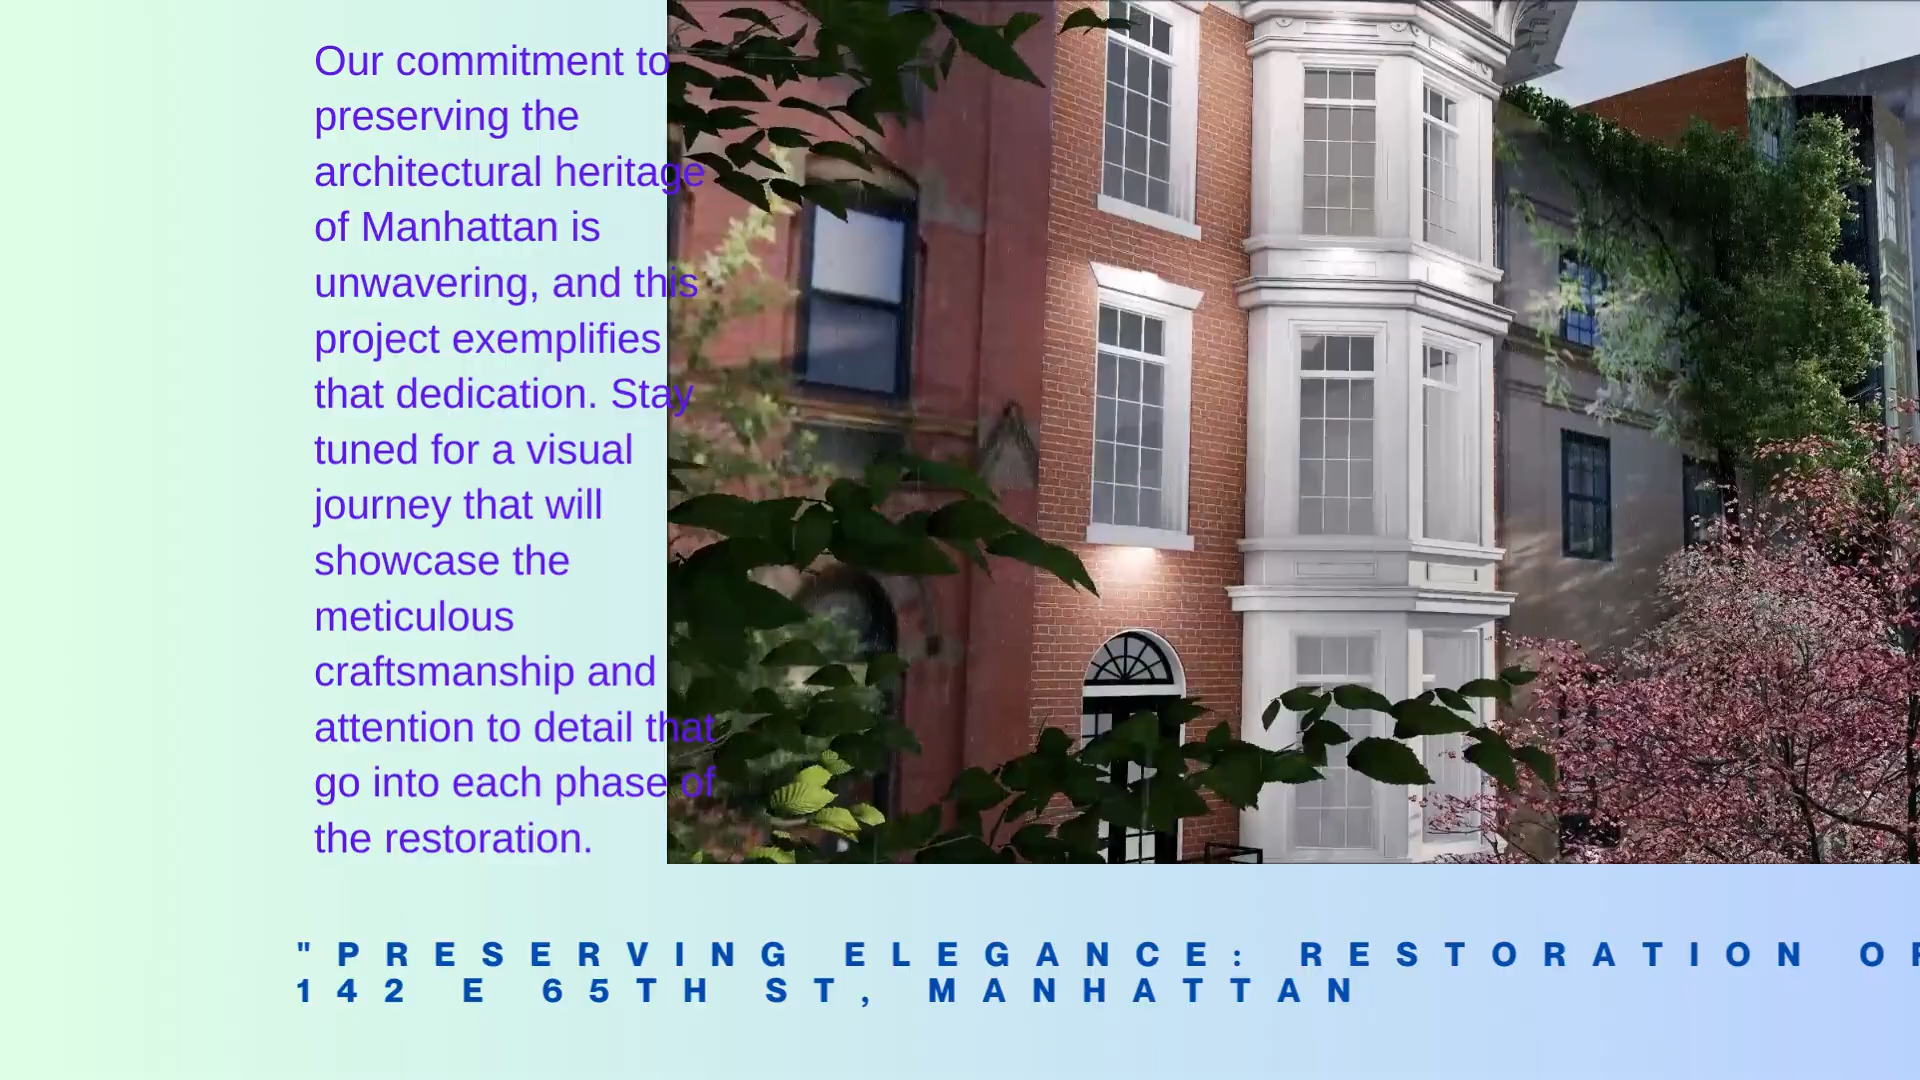 Our commitment to
preserving the
architectural heritage
of Manhattan is
unwavering, and this
project exemplifies
that dedication. Stay
tuned for a visual
journey that will
showcase the
meticulous
craftsmanship and
attention to detail that
go into each phase of
the restoration.
"PRESERVING ELEGANCE: RESTORATION OF
142 E 65TH ST, MANHATTAN